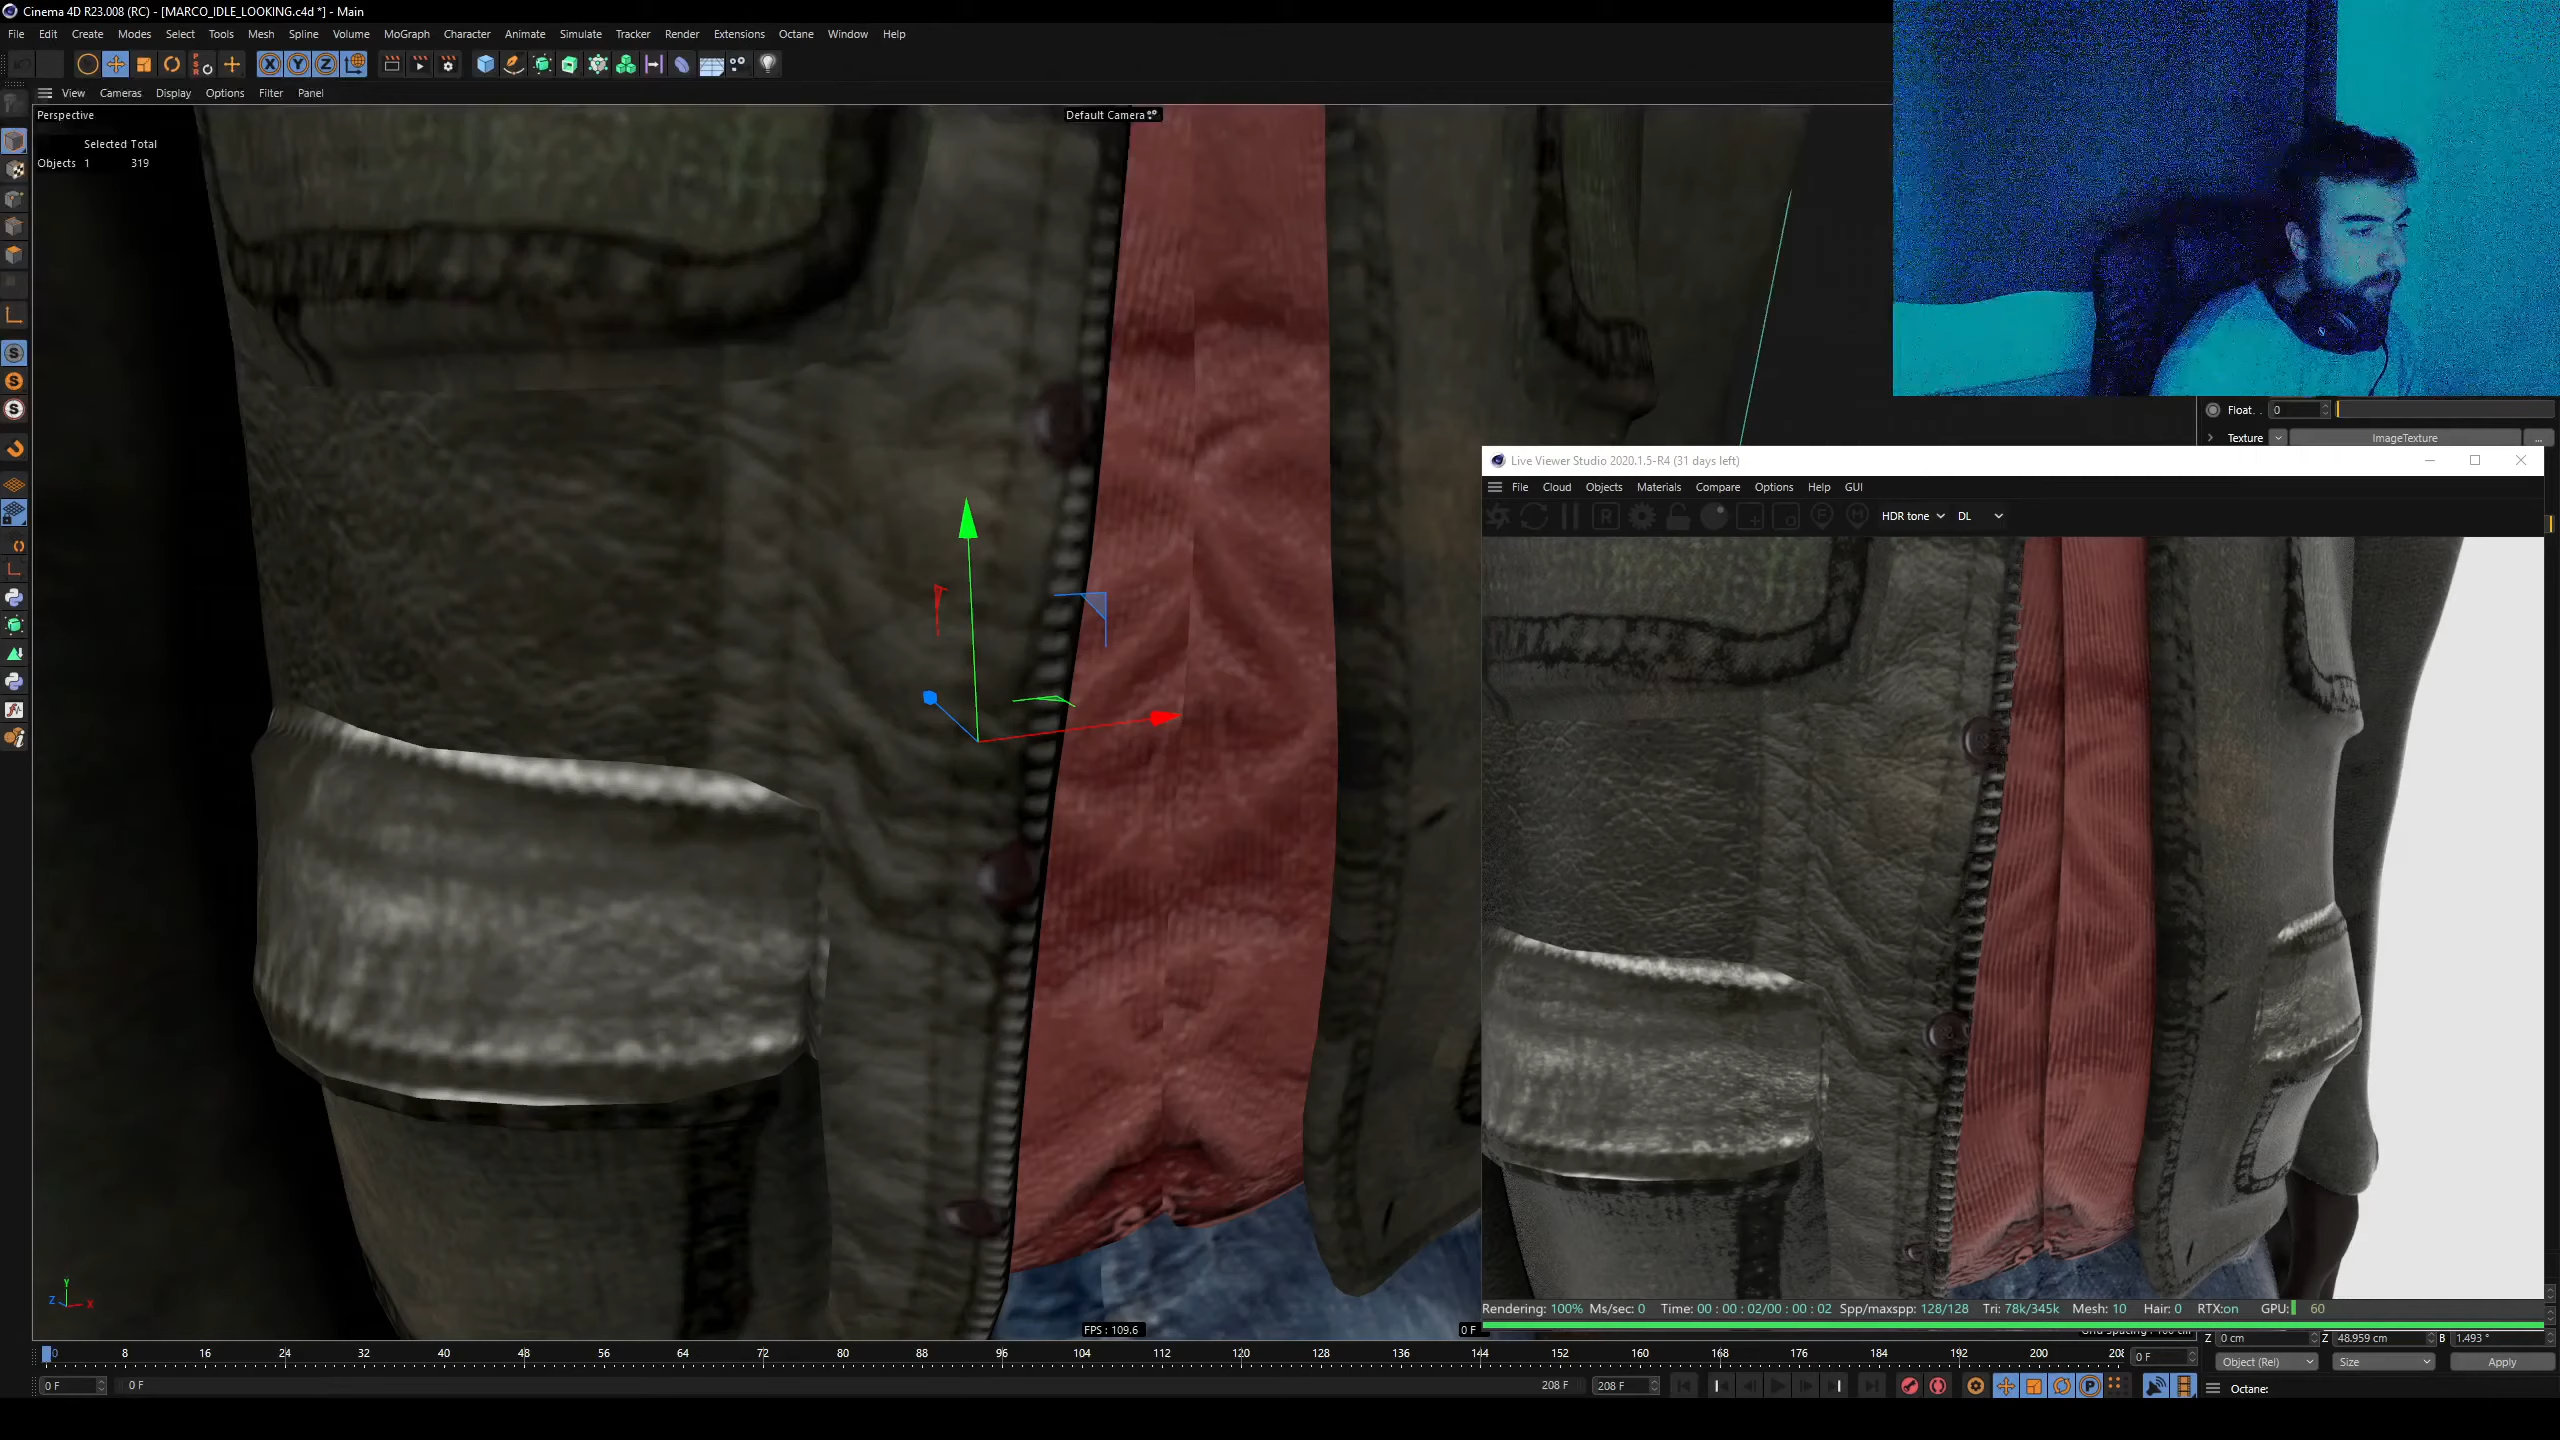 Cinema 4D R23.008 (RC) - [MARCO_IDLE_LOOKING.c4d *] - Main
File Edit Create Modes Select Tools Mesh Spline Volume MoGraph Character Animate Simulate Tracker Render Extensions Octane Window Help
View Cameras Display Options Filter Panel
Perspective
Default Camera
Selected Total
Objects 1 319
Float. . 0
Texture ImageTexture ...
Live Viewer Studio 2020.1.5-R4 (31 days left)
File Cloud Objects Materials Compare Options Help GUI
HDR tone DL
Rendering: 100% Ms/sec: 0 Time: 00 : 00 : 02/00 : 00 : 02 Spp/maxspp: 128/128 Tri: 78k/345k Mesh: 10 Hair: 0 RTX:on GPU: 60
Y
Z X
FPS : 109.6
0 F
Z 0 cm Z 48.959 cm B 1.493 °
0 8 16 24 32 40 48 56 64 72 80 88 96 104 112 120 128 136 144 152 160 168 176 184 192 200 208 0 F
Object (Rel) Size Apply
0 F 0 F 208 F 208 F
Octane: